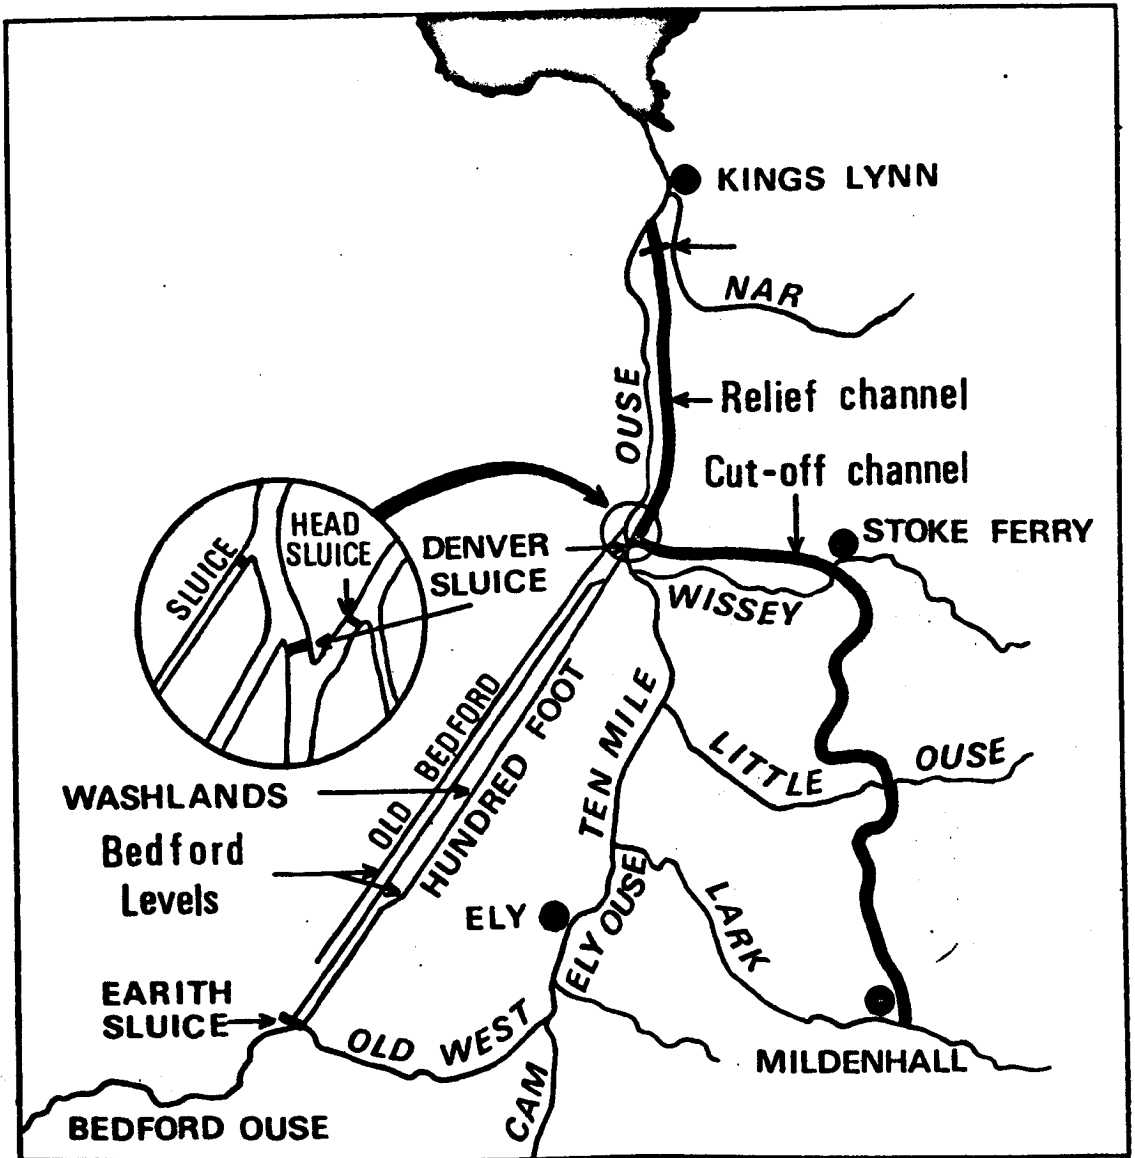 KINGS LYNN
NAR
OUSE
Relief channel
Cut-off channel
STOKE FERRY
HEAD
SLUICE
SLUICE
DENVER
SLUICE
WISSEY
OLD BEDFORD
HUNDRED FOOT
TEN MILE
LITTLE OUSE
WASHLANDS
Bedford
Levels
ELY
ELY OUSE
LARK
EARITH
SLUICE
OLD WEST
MILDENHALL
CAM
BEDFORD OUSE